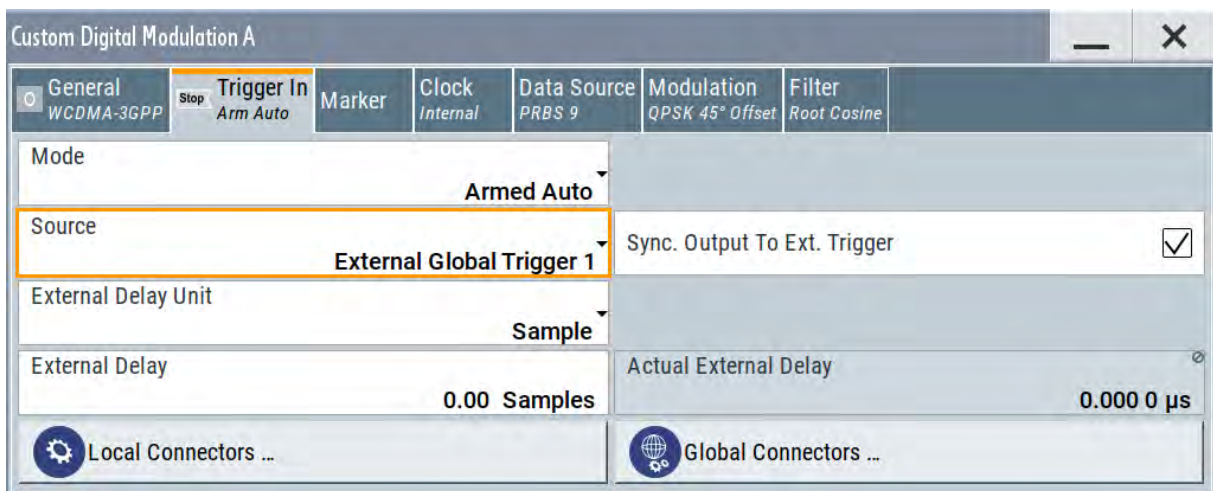 Custom Digital Modulation A
General
WCDMA-3GPP
Stop
Trigger In
Arm Auto
Marker
Clock
Internal
Data Source
PRBS 9
Modulation
QPSK 45° Offset
Filter
Root Cosine
Mode
Armed Auto
Source
External Global Trigger 1
Sync. Output To Ext. Trigger
External Delay Unit
Sample
External Delay
0.00 Samples
Actual External Delay
0.000 0 µs
Local Connectors ...
Global Connectors ...